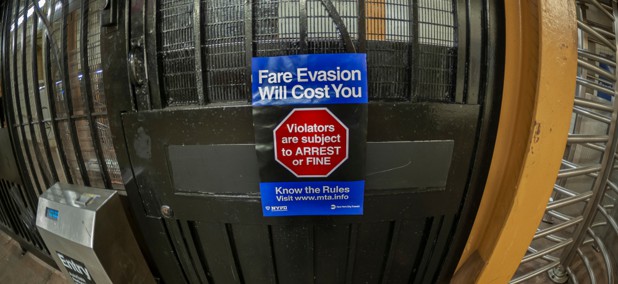 Fare Evasion
Will Cost You
Violators
are subject
to ARREST
or FINE
Know the Rules
Visit www.mta.info
NYPD
Entry